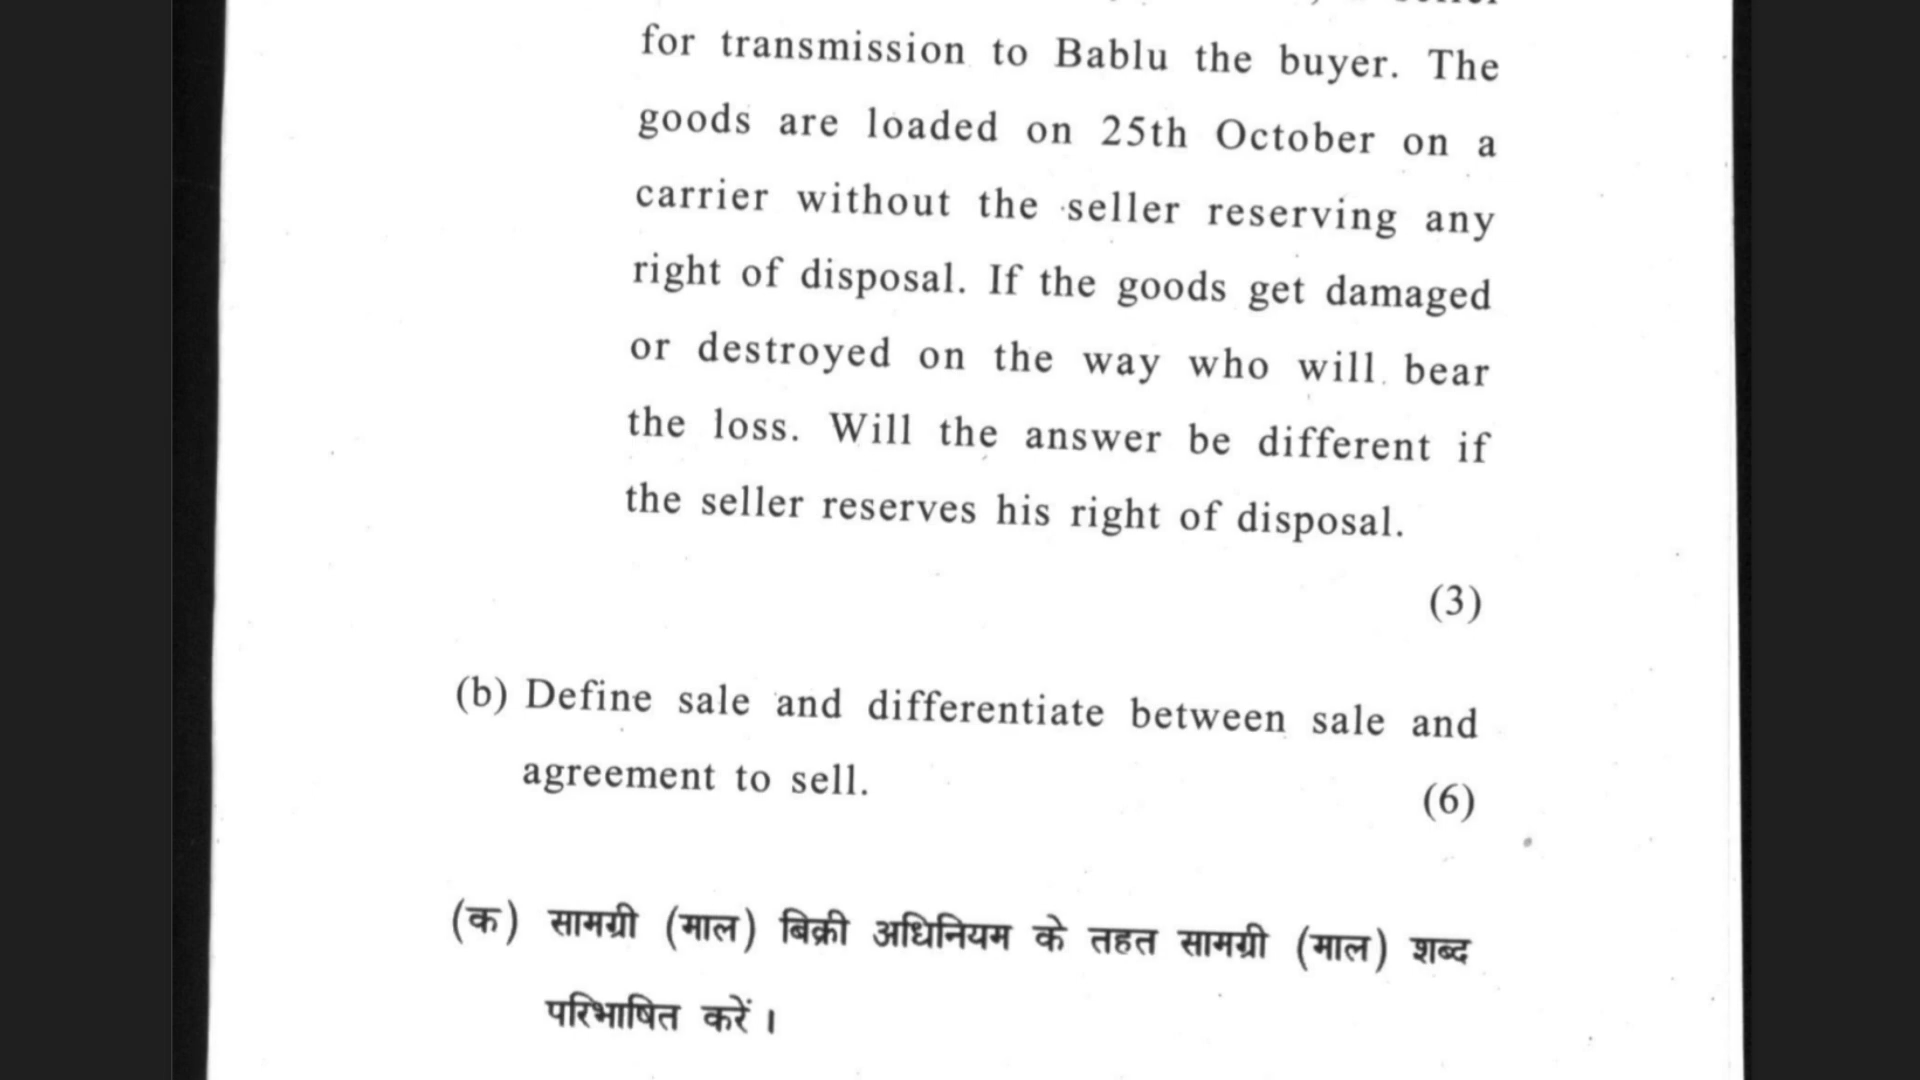 for transmission to Bablu the buyer. The
goods are loaded on 25th October on a
carrier without the seller reserving any
right of disposal. If the goods get damaged
or destroyed on the way who will bear
the loss. Will the answer be different if
the seller reserves his right of disposal.
(3)
(b) Define sale and differentiate between sale and
agreement to sell. (6)
(क) सामग्री (माल) बिक्री अधिनियम के तहत सामग्री (माल) शब्द
परिभाषित करें ।